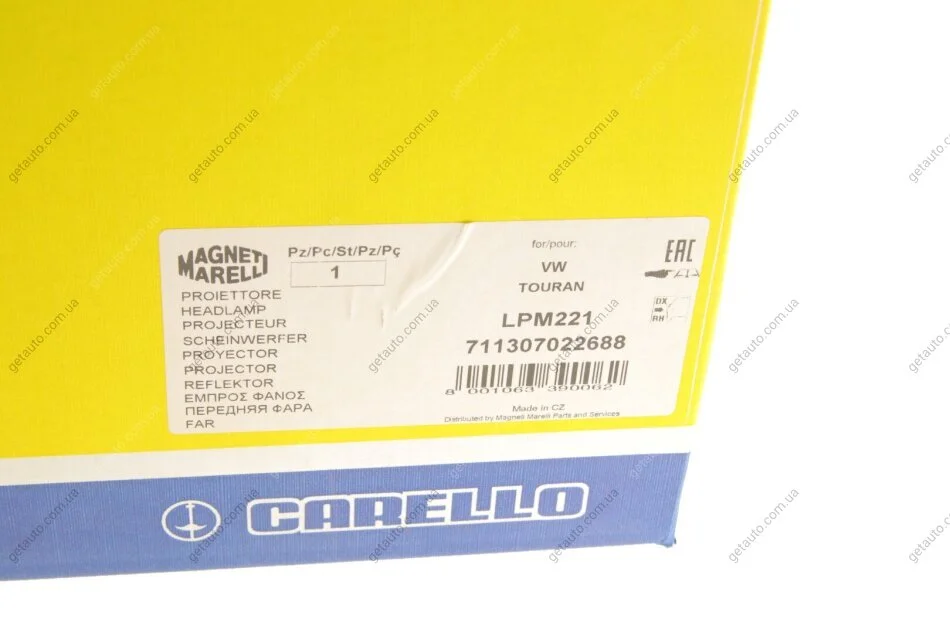 MAGNETI
MARELLI
Pz/Pc/St/Pz/Pç
1
PROIETTORE
HEADLAMP
PROJECTEUR
SCHEINWERFER
PROYECTOR
PROJECTOR
REFLEKTOR
ΕΜΠΡΟΣ ΦΑΝΟΣ
ПЕРЕДНЯЯ ФАРА
FAR
for/pour:
VW
TOURAN
EAC
DX
RH
LPM221
711307022688
8 001063 390062
Made in CZ
Distributed by Magneti Marelli Parts and Services
CARELLO
getauto.com.ua